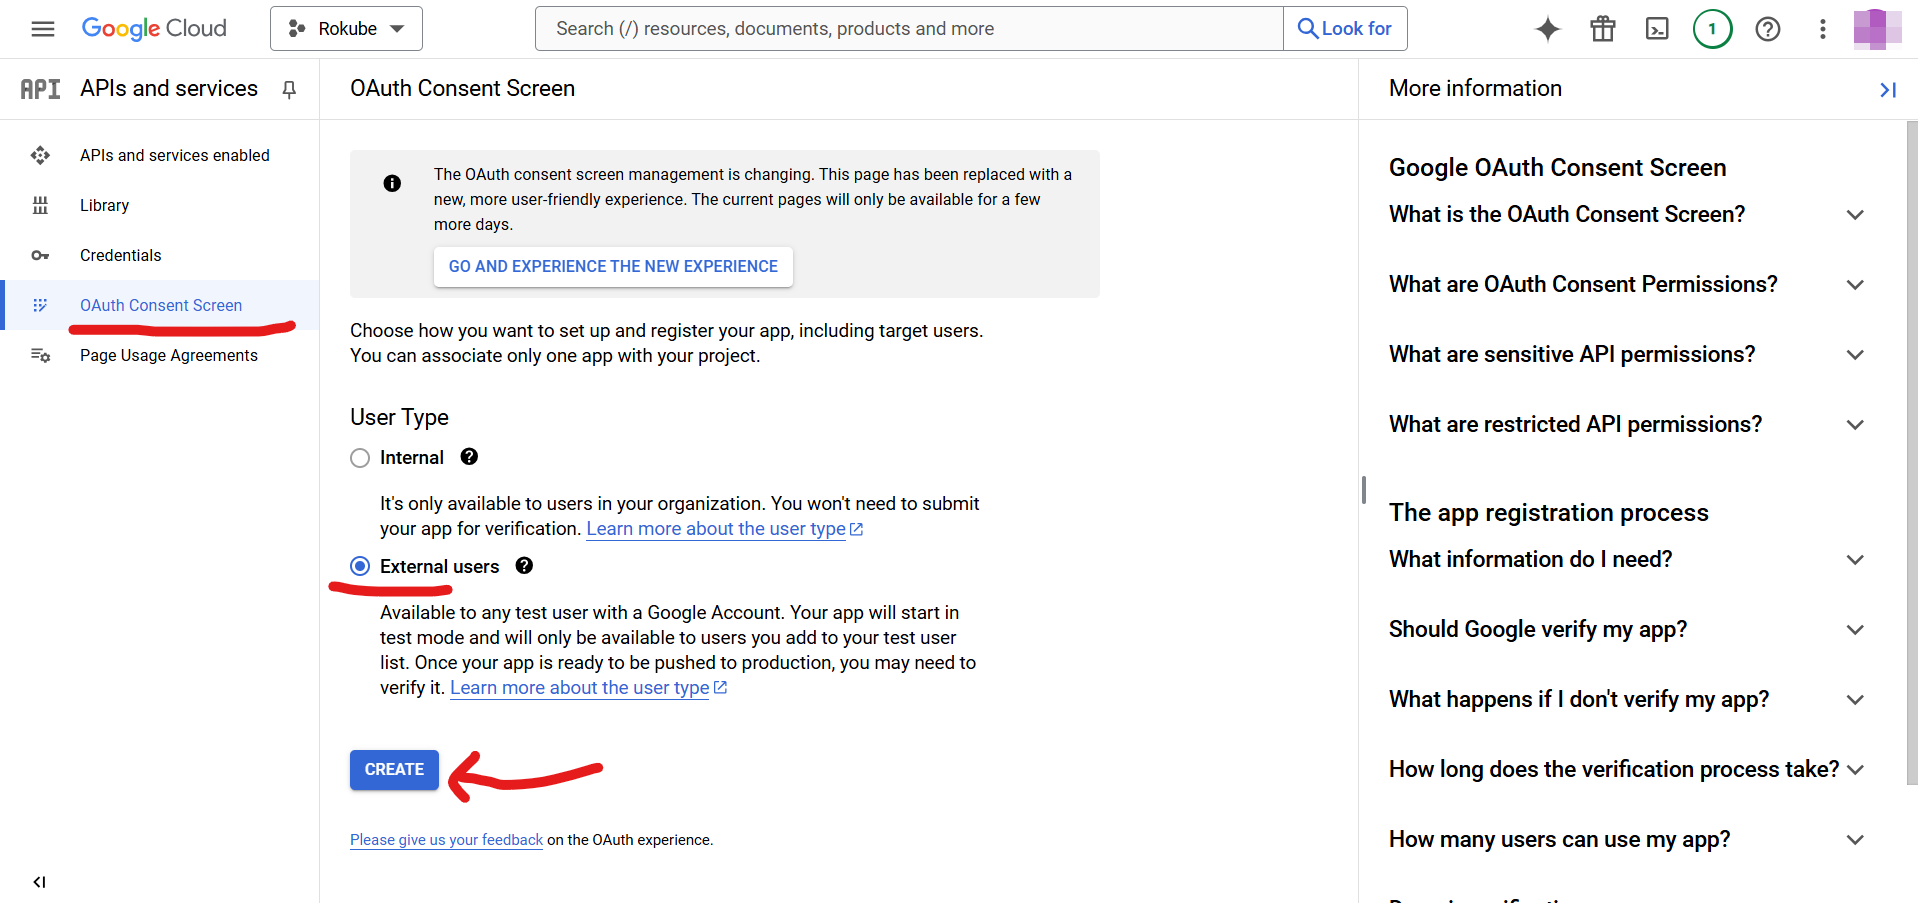 Google Cloud
Rokube
Search (/) resources, documents, products and more
Look for
1
API
APIs and services
APIs and services enabled
Library
Credentials
OAuth Consent Screen
Page Usage Agreements
OAuth Consent Screen
The OAuth consent screen management is changing. This page has been replaced with a
new, more user-friendly experience. The current pages will only be available for a few
more days.
GO AND EXPERIENCE THE NEW EXPERIENCE
Choose how you want to set up and register your app, including target users.
You can associate only one app with your project.
User Type
Internal
It's only available to users in your organization. You won't need to submit
your app for verification. Learn more about the user type
External users
Available to any test user with a Google Account. Your app will start in
test mode and will only be available to users you add to your test user
list. Once your app is ready to be pushed to production, you may need to
verify it. Learn more about the user type
CREATE
Please give us your feedback on the OAuth experience.
More information
Google OAuth Consent Screen
What is the OAuth Consent Screen?
What are OAuth Consent Permissions?
What are sensitive API permissions?
What are restricted API permissions?
The app registration process
What information do I need?
Should Google verify my app?
What happens if I don't verify my app?
How long does the verification process take?
How many users can use my app?